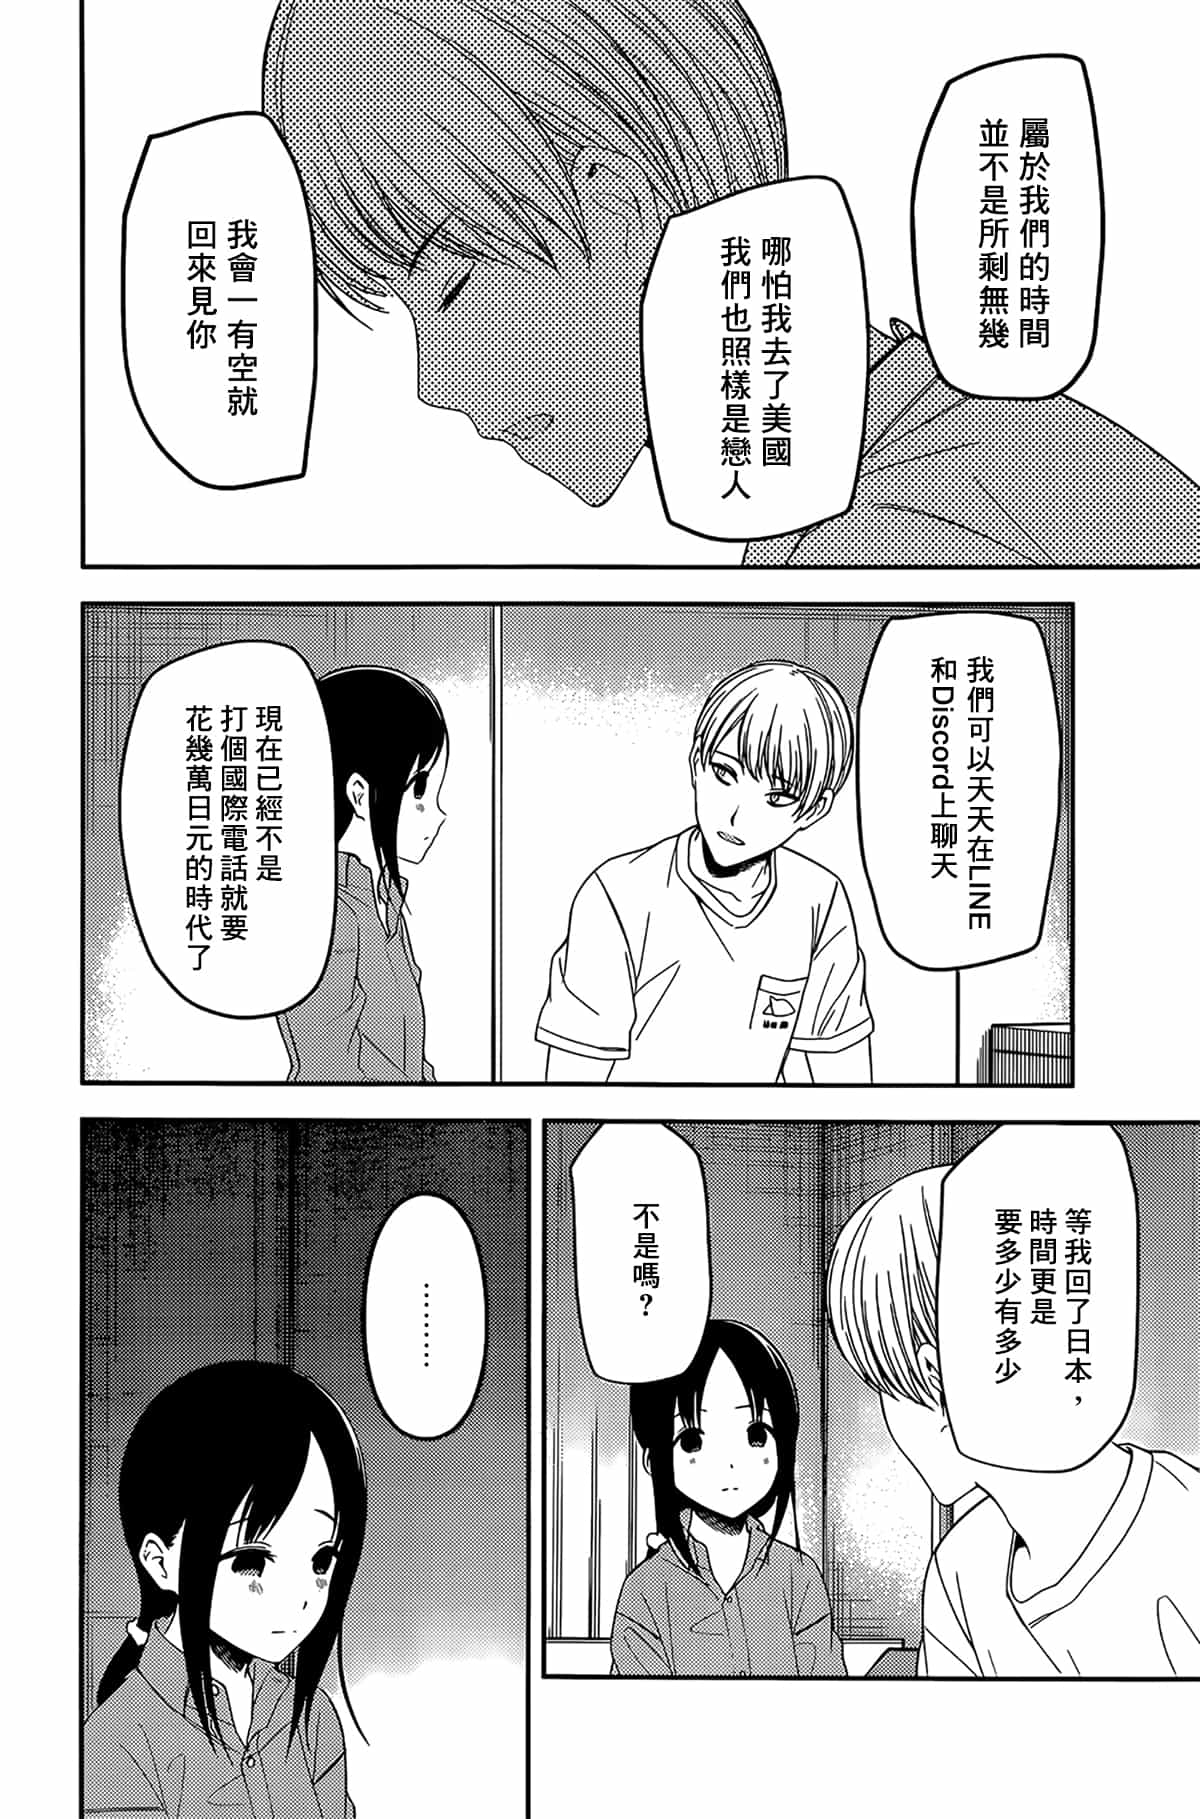 屬於我們的時間
並不是所剩無幾
哪怕我去了美國
我們也照樣是戀人
我會一有空就
回來見你
我們可以天天在LINE
和Discord上聊天
現在已經不是
打個國際電話就要
花幾萬日元的時代了
等我回了日本，
時間更是
要多少有多少
不是嗎？
………